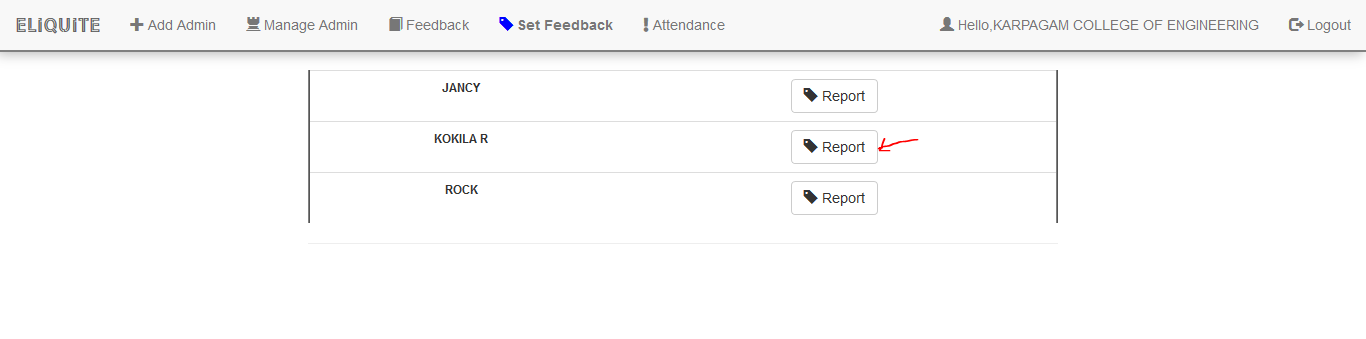 ELiQUiTE Add Admin Manage Admin Feedback Set Feedback Attendance Hello,KARPAGAM COLLEGE OF ENGINEERING Logout
JANCY Report
KOKILA R Report
ROCK Report